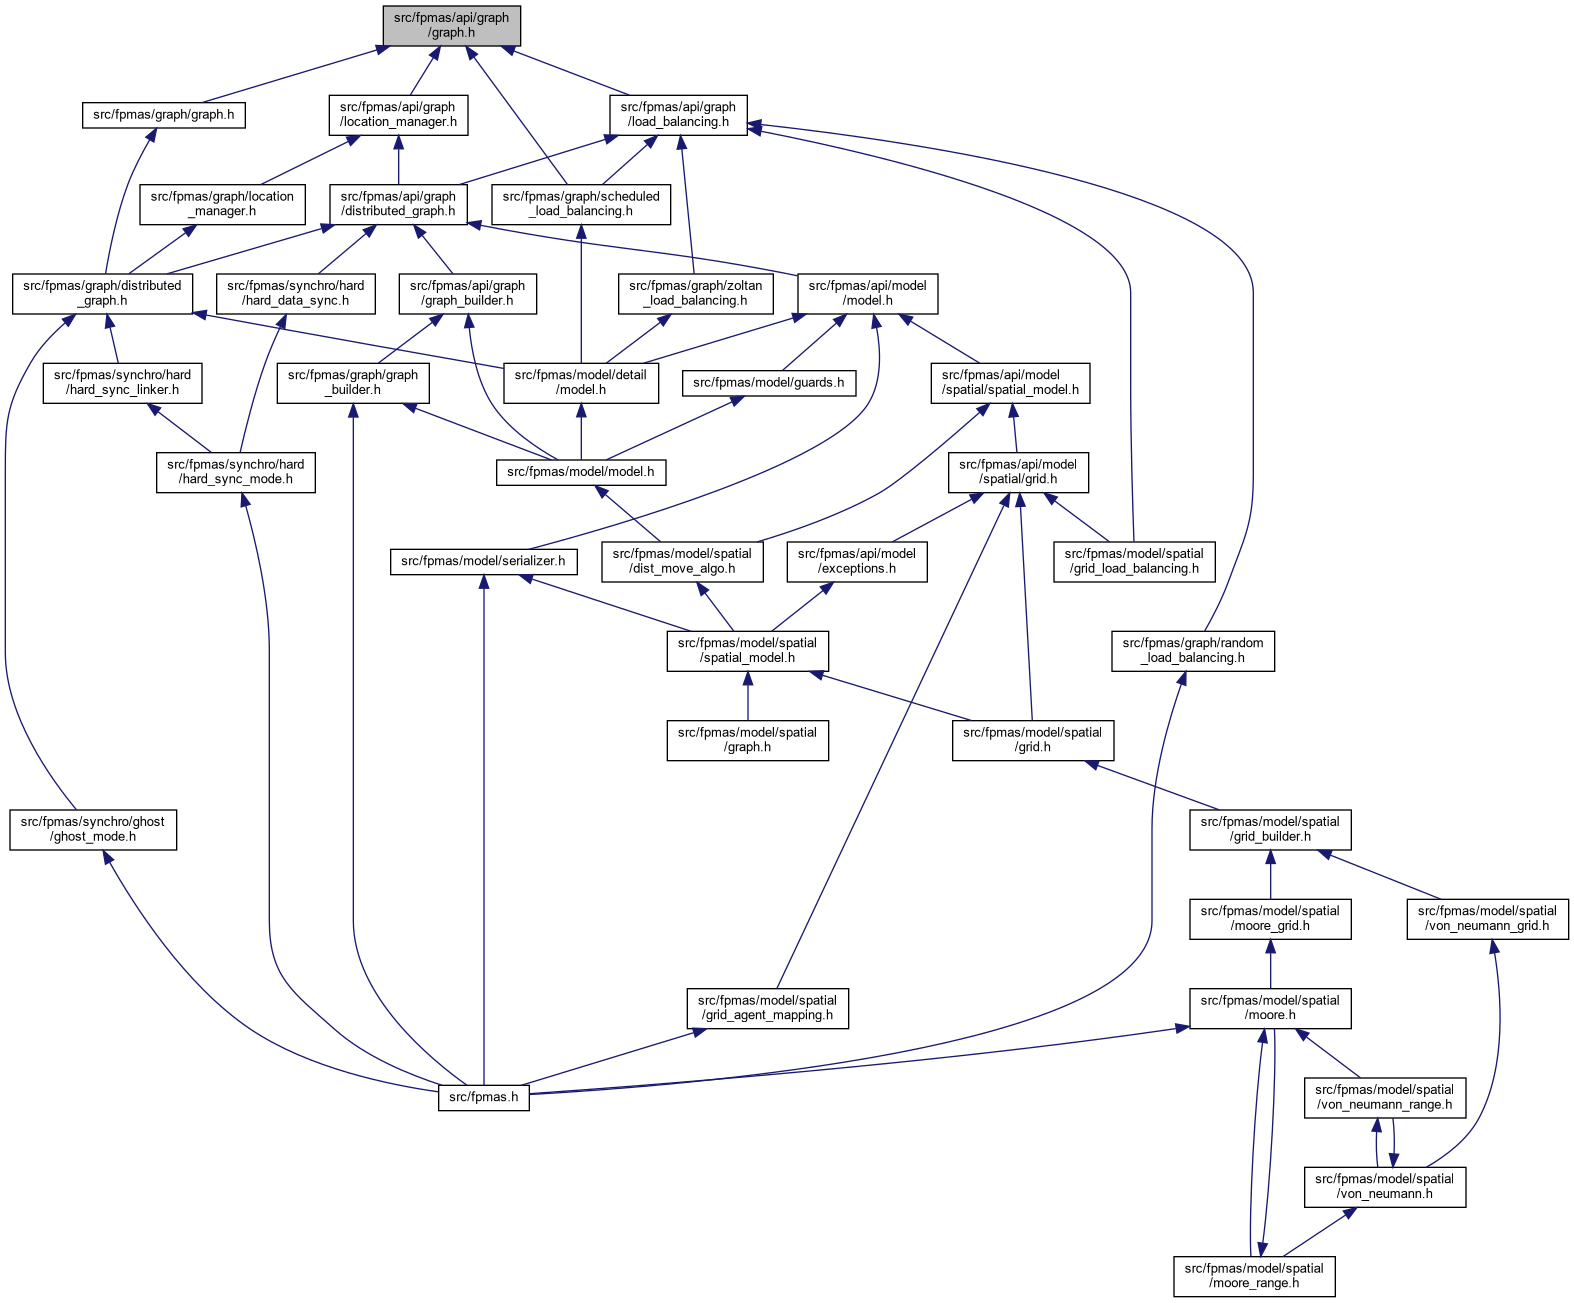 src/fpmas/api/graph
/graph.h
src/fpmas/graph/graph.h
src/fpmas/api/graph
/location_manager.h
src/fpmas/api/graph
/load_balancing.h
src/fpmas/graph/location
_manager.h
src/fpmas/api/graph
/distributed_graph.h
src/fpmas/graph/scheduled
_load_balancing.h
src/fpmas/graph/distributed
_graph.h
src/fpmas/synchro/hard
/hard_data_sync.h
src/fpmas/api/graph
/graph_builder.h
src/fpmas/graph/zoltan
_load_balancing.h
src/fpmas/api/model
/model.h
src/fpmas/synchro/hard
/hard_sync_linker.h
src/fpmas/graph/graph
_builder.h
src/fpmas/model/detail
/model.h
src/fpmas/model/guards.h
src/fpmas/api/model
/spatial/spatial_model.h
src/fpmas/synchro/hard
/hard_sync_mode.h
src/fpmas/model/model.h
src/fpmas/api/model
/spatial/grid.h
src/fpmas/model/serializer.h
src/fpmas/model/spatial
/dist_move_algo.h
src/fpmas/api/model
/exceptions.h
src/fpmas/model/spatial
/grid_load_balancing.h
src/fpmas/model/spatial
/spatial_model.h
src/fpmas/graph/random
_load_balancing.h
src/fpmas/model/spatial
/graph.h
src/fpmas/model/spatial
/grid.h
src/fpmas/synchro/ghost
/ghost_mode.h
src/fpmas/model/spatial
/grid_builder.h
src/fpmas/model/spatial
/moore_grid.h
src/fpmas/model/spatial
/von_neumann_grid.h
src/fpmas/model/spatial
/grid_agent_mapping.h
src/fpmas/model/spatial
/moore.h
src/fpmas.h
src/fpmas/model/spatial
/von_neumann_range.h
src/fpmas/model/spatial
/von_neumann.h
src/fpmas/model/spatial
/moore_range.h